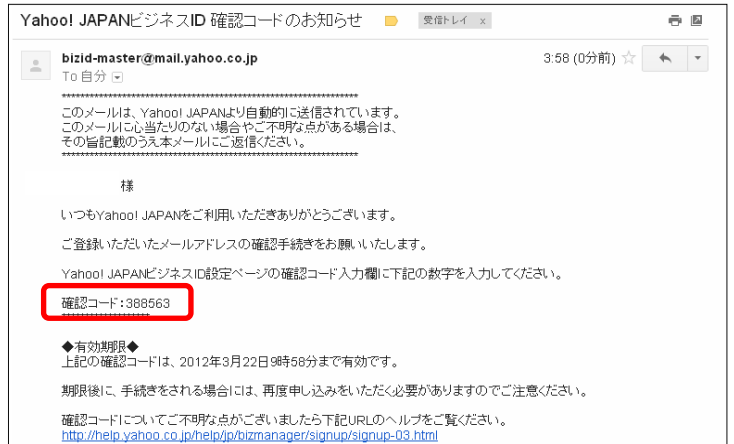 Yahoo! JAPANビジネスID 確認コードのお知らせ 受信トレイ x
bizid-master@mail.yahoo.co.jp 3:58 (0分前)
To 自分
****************************************************************
このメールは、Yahoo! JAPANより自動的に送信されています。
このメールに心当たりのない場合やご不明な点がある場合は、
その旨記載のうえ本メールにご返信ください。
****************************************************************
様
いつもYahoo! JAPANをご利用いただきありがとうございます。
ご登録いただいたメールアドレスの確認手続きをお願いいたします。
Yahoo! JAPANビジネスID設定ページの確認コード入力欄に下記の数字を入力してください。
確認コード：388563
*******************
◆有効期限◆
上記の確認コードは、2012年3月22日9時58分まで有効です。
期限後に、手続きをされる場合には、再度申し込みをいただく必要がありますのでご注意ください。
確認コードについてご不明な点がございましたら下記URLのヘルプをご覧ください。
http://help.yahoo.co.jp/help/jp/bizmanager/signup/signup-03.html